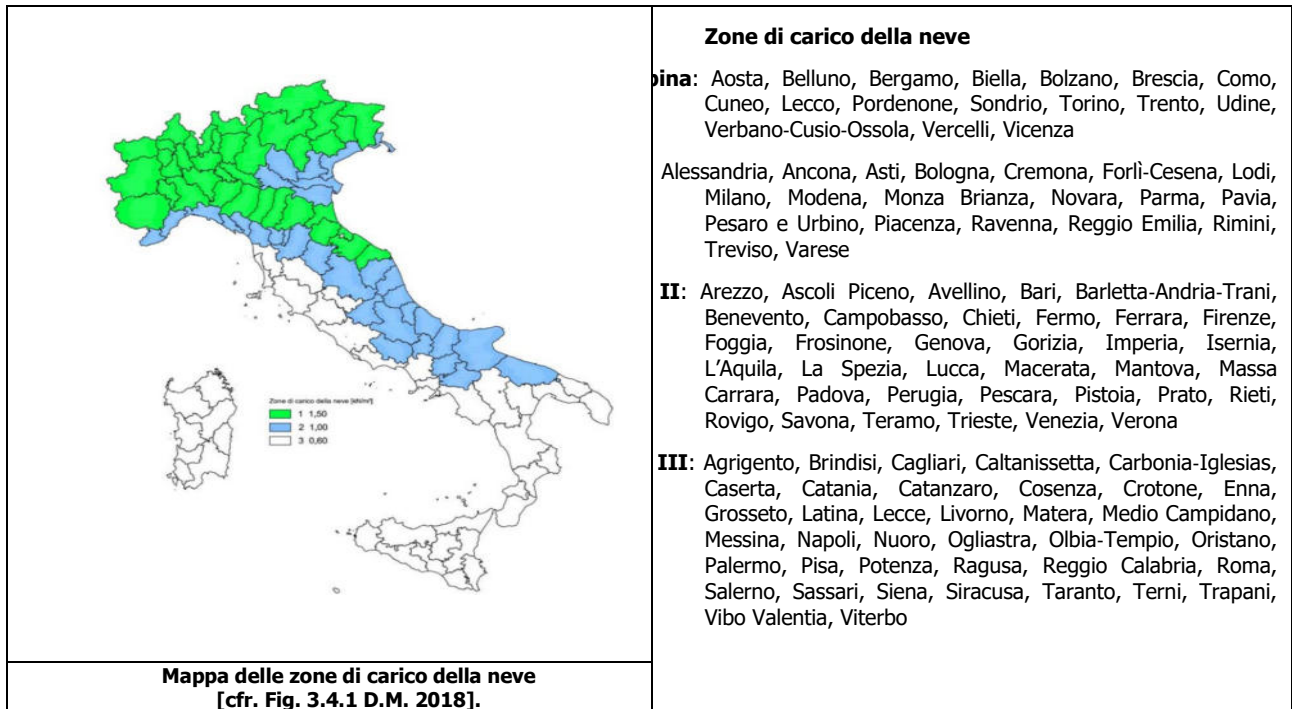 Zone di carico della neve [kN/m²]
1 1,50
2 1,00
3 0,60
Mappa delle zone di carico della neve
[cfr. Fig. 3.4.1 D.M. 2018].
Zone di carico della neve
pina: Aosta, Belluno, Bergamo, Biella, Bolzano, Brescia, Como,
Cuneo, Lecco, Pordenone, Sondrio, Torino, Trento, Udine,
Verbano-Cusio-Ossola, Vercelli, Vicenza
Alessandria, Ancona, Asti, Bologna, Cremona, Forlì-Cesena, Lodi,
Milano, Modena, Monza Brianza, Novara, Parma, Pavia,
Pesaro e Urbino, Piacenza, Ravenna, Reggio Emilia, Rimini,
Treviso, Varese
II: Arezzo, Ascoli Piceno, Avellino, Bari, Barletta-Andria-Trani,
Benevento, Campobasso, Chieti, Fermo, Ferrara, Firenze,
Foggia, Frosinone, Genova, Gorizia, Imperia, Isernia,
L'Aquila, La Spezia, Lucca, Macerata, Mantova, Massa
Carrara, Padova, Perugia, Pescara, Pistoia, Prato, Rieti,
Rovigo, Savona, Teramo, Trieste, Venezia, Verona
III: Agrigento, Brindisi, Cagliari, Caltanissetta, Carbonia-Iglesias,
Caserta, Catania, Catanzaro, Cosenza, Crotone, Enna,
Grosseto, Latina, Lecce, Livorno, Matera, Medio Campidano,
Messina, Napoli, Nuoro, Ogliastra, Olbia-Tempio, Oristano,
Palermo, Pisa, Potenza, Ragusa, Reggio Calabria, Roma,
Salerno, Sassari, Siena, Siracusa, Taranto, Terni, Trapani,
Vibo Valentia, Viterbo